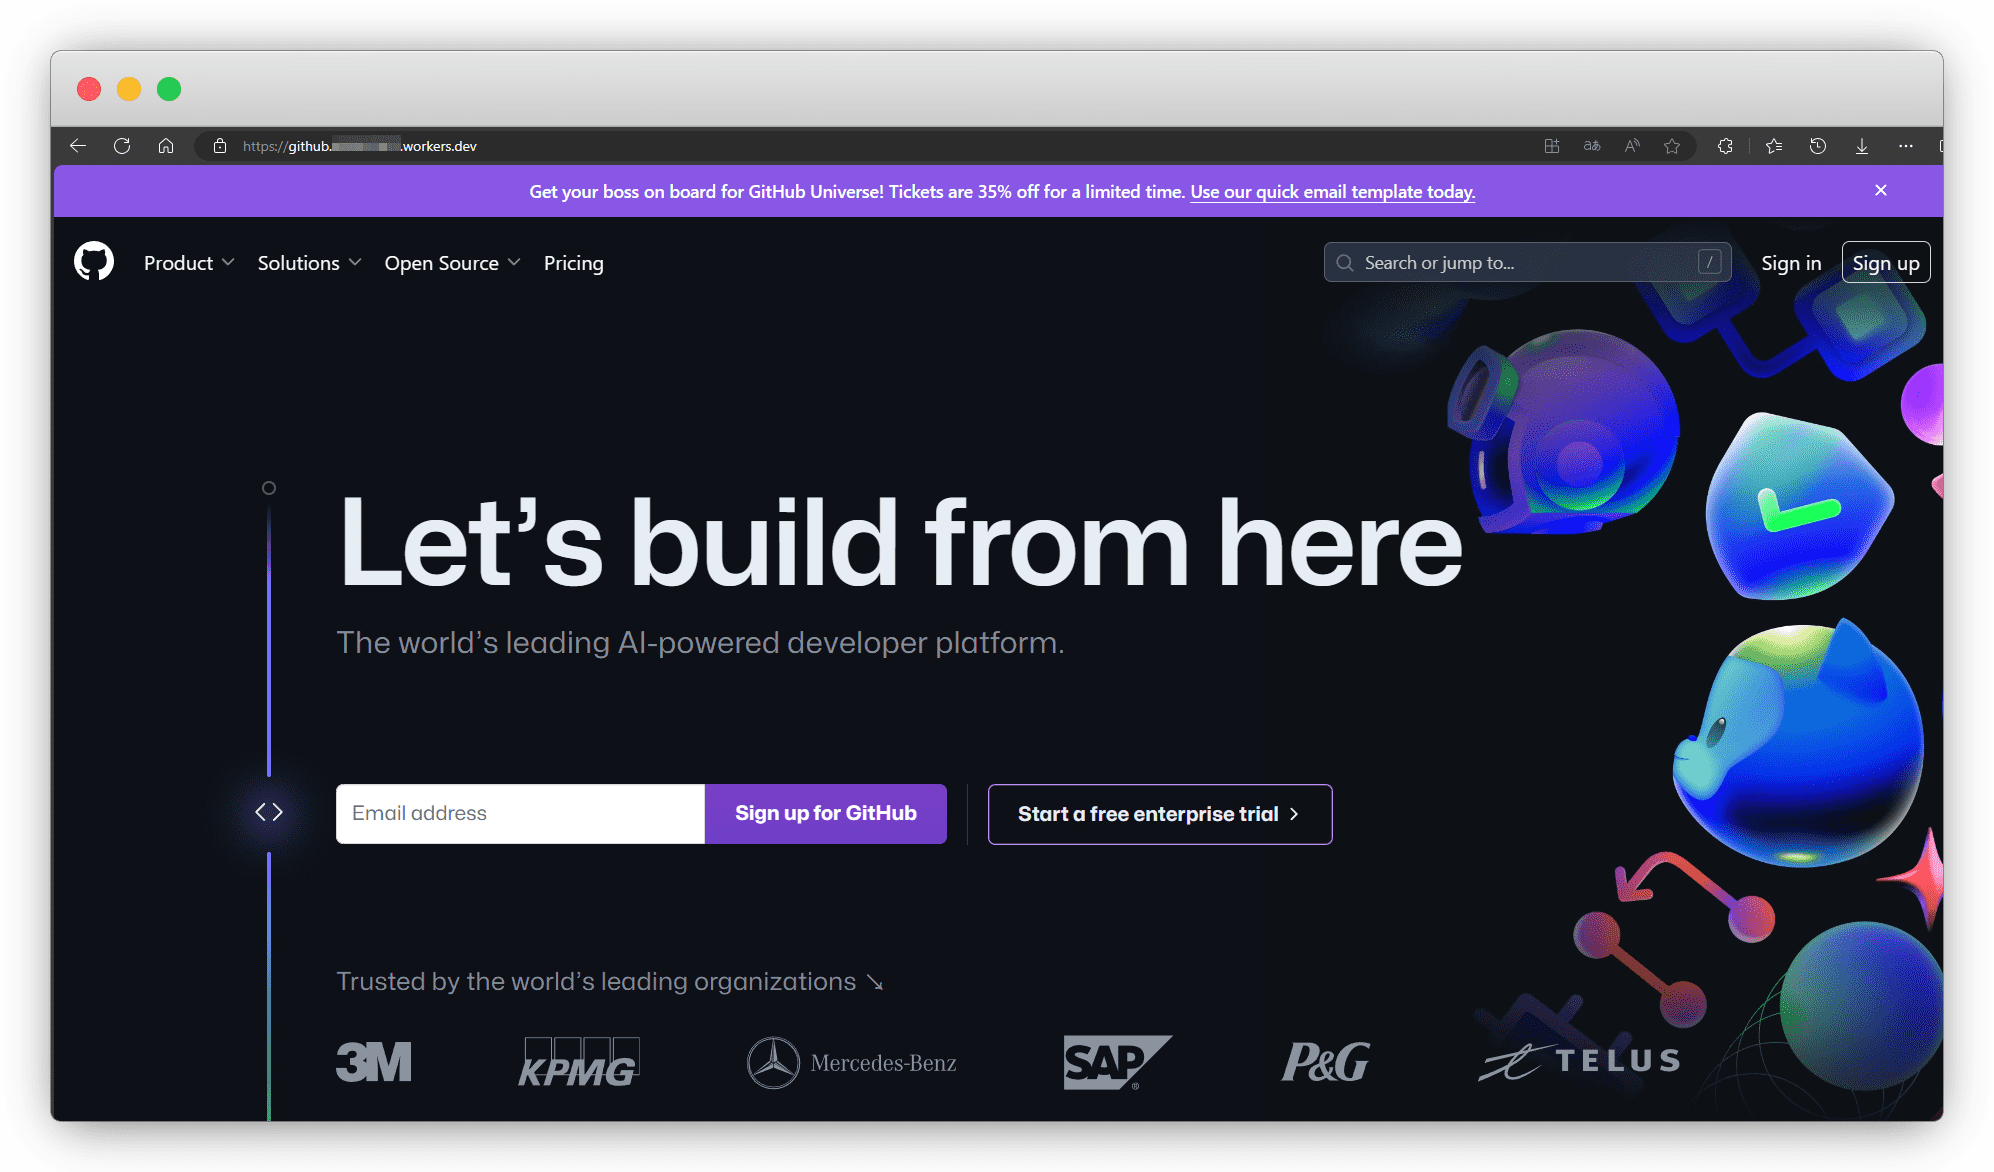 https://github.
.workers.dev
Get your boss on board for GitHub Universe! Tickets are 35% off for a limited time. Use our quick email template today.
Product
Solutions
Open Source
Pricing
Search or jump to...
/
Sign in
Sign up
Let’s build from here
The world’s leading AI-powered developer platform.
Email address
Sign up for GitHub
Start a free enterprise trial
Trusted by the world’s leading organizations
3M
KPMG
Mercedes-Benz
SAP®
P&G
TELUS